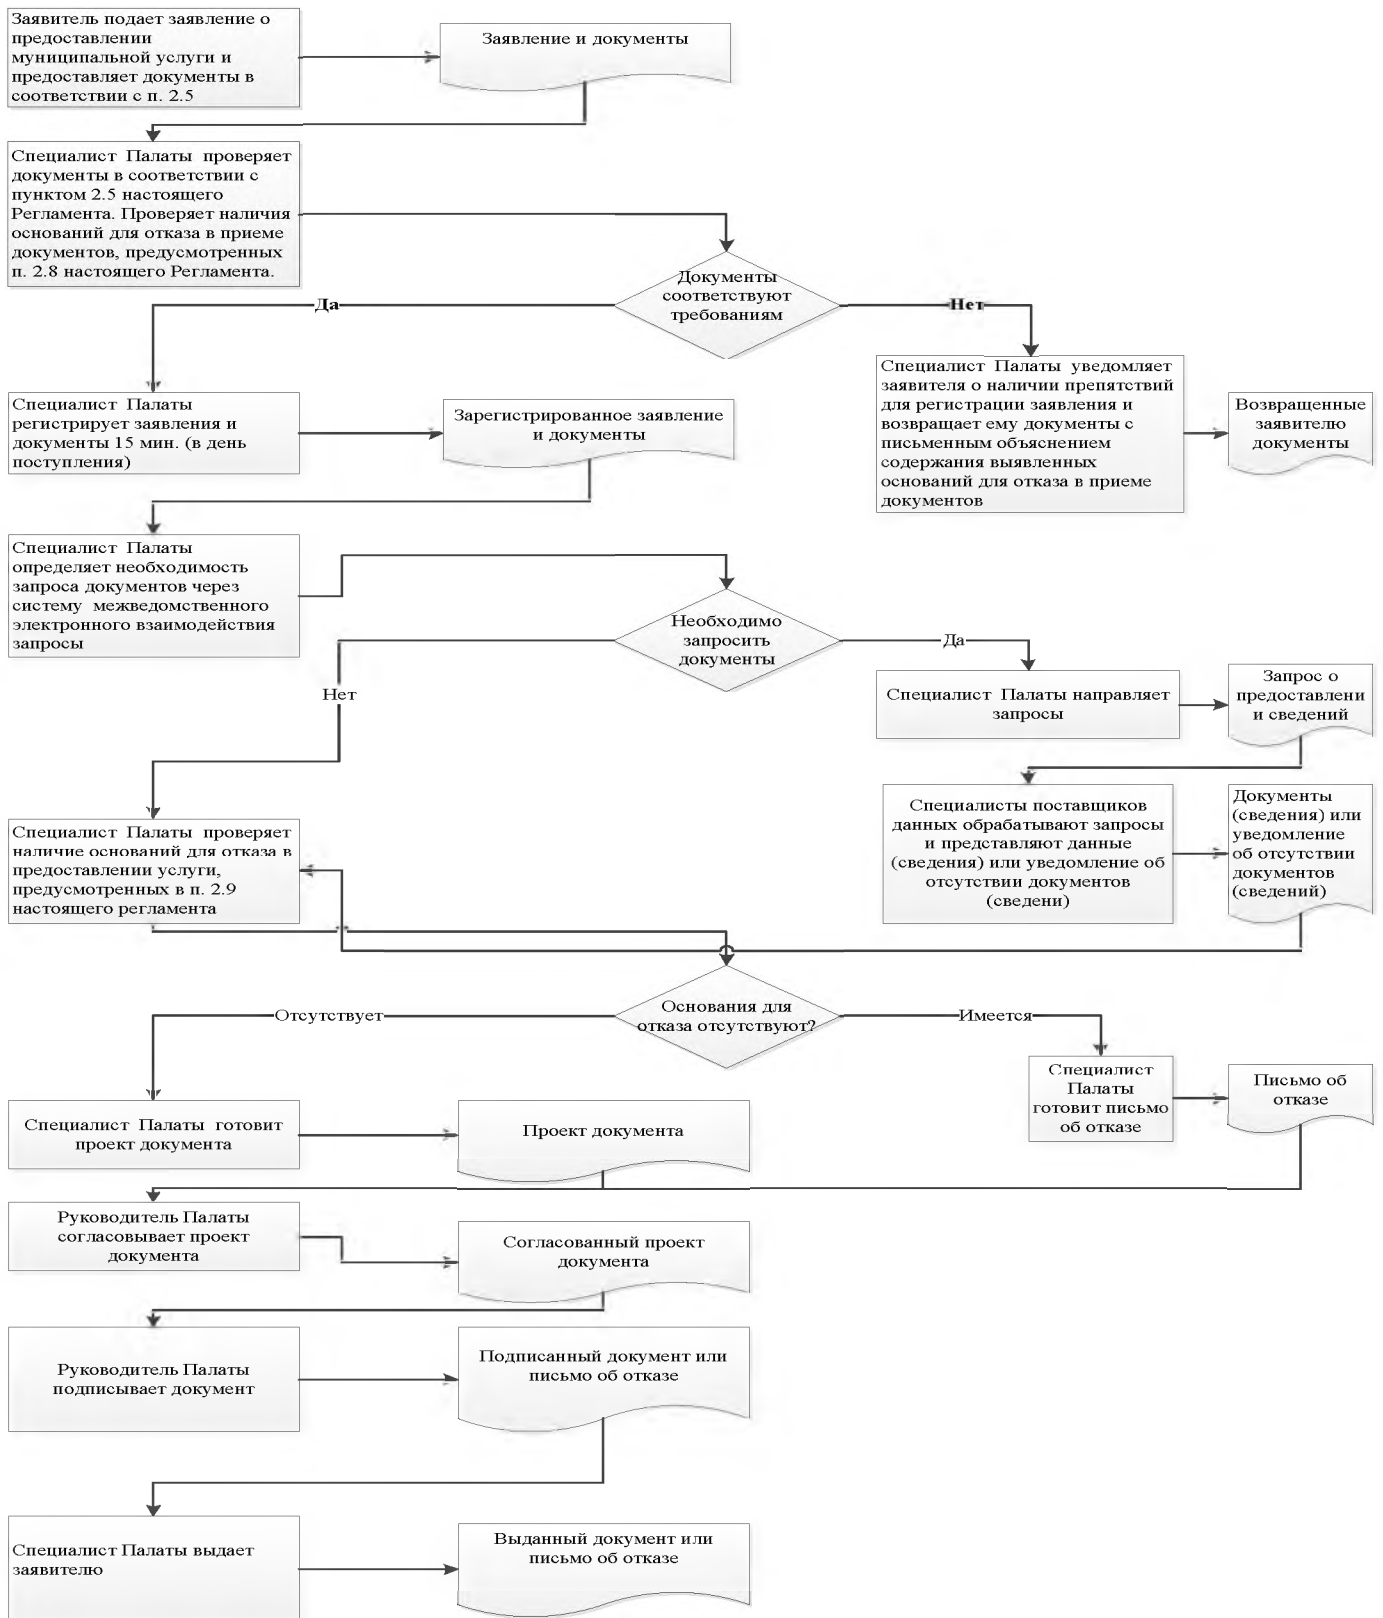 Заявитель подает заявление о
предоставлении
муниципальной услуги и
предоставляет документы в
соответствии с п. 2.5
Заявление и документы
Специалист Палаты проверяет
документы в соответствии с
пунктом 2.5 настоящего
Регламента. Проверяет наличия
оснований для отказа в приеме
документов, предусмотренных
п. 2.8 настоящего Регламента.
Документы
соответствуют
требованиям
Да
Нет
Специалист Палаты
регистрирует заявления и
документы 15 мин. (в день
поступления)
Зарегистрированное заявление
и документы
Специалист Палаты уведомляет
заявителя о наличии препятствий
для регистрации заявления и
возвращает ему документы с
письменным объяснением
содержания выявленных
оснований для отказа в приеме
документов
Возвращенные
заявителю
документы
Специалист Палаты
определяет необходимость
запроса документов через
систему межведомственного
электронного взаимодействия
запросы
Необходимо
запросить
документы
Нет
Да
Специалист Палаты направляет
запросы
Запрос о
предоставлени
и сведений
Специалисты поставщиков
данных обрабатывают запросы
и представляют данные
(сведения) или уведомление об
отсутствии документов
(сведени)
Документы
(сведения) или
уведомление
об отсутствии
документов
(сведений)
Специалист Палаты проверяет
наличие оснований для отказа в
предоставлении услуги,
предусмотренных в п. 2.9
настоящего регламента
Основания для
отказа отсутствуют?
Отсутствует
Имеется
Специалист
Палаты
готовит письмо
об отказе
Письмо об
отказе
Специалист Палаты готовит
проект документа
Проект документа
Руководитель Палаты
согласовывает проект
документа
Согласованный проект
документа
Руководитель Палаты
подписывает документ
Подписанный документ или
письмо об отказе
Специалист Палаты выдает
заявителю
Выданный документ или
письмо об отказе